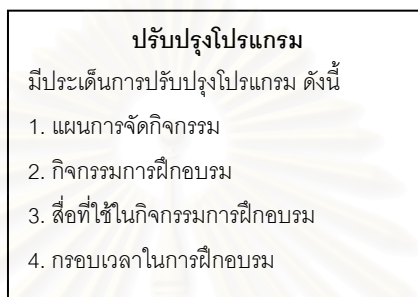 ปรับปรุงโปรแกรม
มีประเด็นการปรับปรุงโปรแกรม ดังนี้
1. แผนการจัดกิจกรรม
2. กิจกรรมการฝึกอบรม
3. สื่อที่ใช้ในกิจกรรมการฝึกอบรม
4. กรอบเวลาในการฝึกอบรม